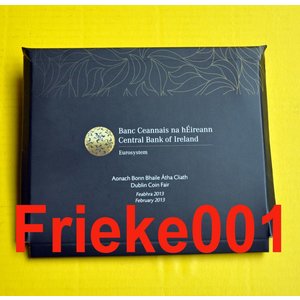 Banc Ceannais na hÉireann
Central Bank of Ireland
Eurosystem
Aonach Bonn Bhaile Átha Cliath
Dublin Coin Fair
Feabhra 2013
February 2013
Frieke001